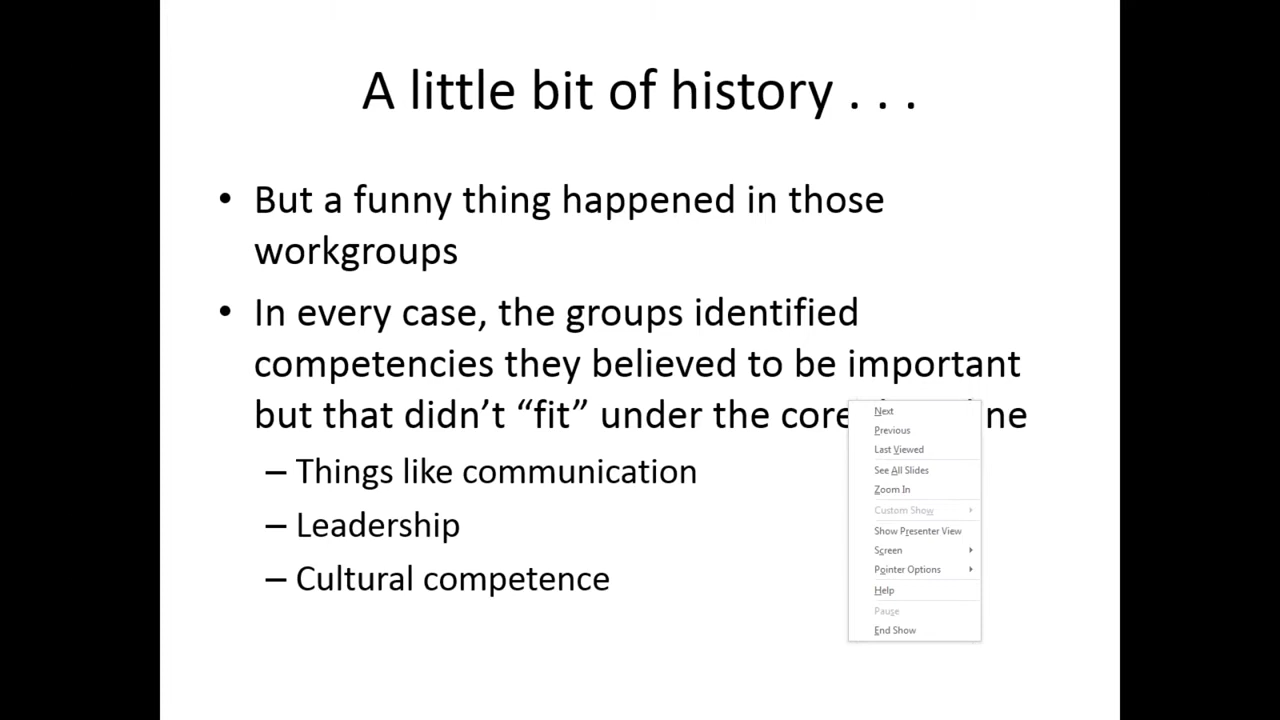 A little bit of history . . .
• But a funny thing happened in those
workgroups
• In every case, the groups identified
competencies they believed to be important
but that didn’t “fit” under the core
– Things like communication
– Leadership
– Cultural competence
Next
Previous
Last Viewed
See All Slides
Zoom In
Custom Show
Show Presenter View
Screen
Pointer Options
Help
Pause
End Show